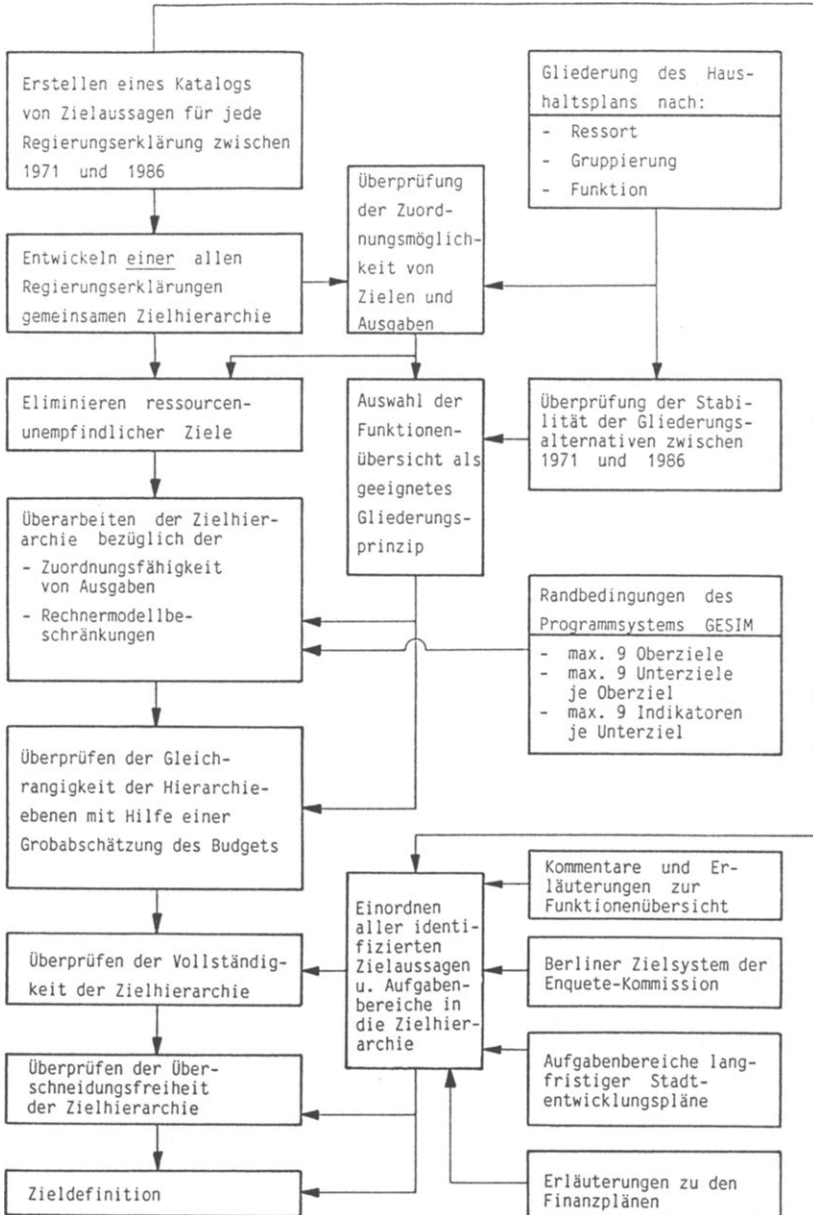 Erstellen eines Katalogs
von Zielaussagen für jede
Regierungserklärung zwischen
1971 und 1986
Gliederung des Haus-
haltsplans nach:
- Ressort
- Gruppierung
- Funktion
Überprüfung
der Zuord-
nungsmöglich-
keit von
Zielen und
Ausgaben
Entwickeln einer allen
Regierungserklärungen
gemeinsamen Zielhierarchie
Eliminieren ressourcen-
unempfindlicher Ziele
Auswahl der
Funktionen-
übersicht als
geeignetes
Gliederungs-
prinzip
Überprüfung der Stabi-
lität der Gliederungs-
alternativen zwischen
1971 und 1986
Überarbeiten der Zielhier-
archie bezüglich der
- Zuordnungsfähigkeit
von Ausgaben
- Rechnermodellbe-
schränkungen
Randbedingungen des
Programmsystems GESIM
- max. 9 Oberziele
- max. 9 Unterziele
je Oberziel
- max. 9 Indikatoren
je Unterziel
Überprüfen der Gleich-
rangigkeit der Hierarchie-
ebenen mit Hilfe einer
Grobabschätzung des Budgets
Einordnen
aller identi-
fizierten
Zielaussagen
u. Aufgaben-
bereiche in
die Zielhier-
archie
Kommentare und Er-
läuterungen zur
Funktionenübersicht
Überprüfen der Vollständig-
keit der Zielhierarchie
Berliner Zielsystem der
Enquete-Kommission
Überprüfen der Über-
schneidungsfreiheit
der Zielhierarchie
Aufgabenbereiche lang-
fristiger Stadt-
entwicklungspläne
Zieldefinition
Erläuterungen zu den
Finanzplänen